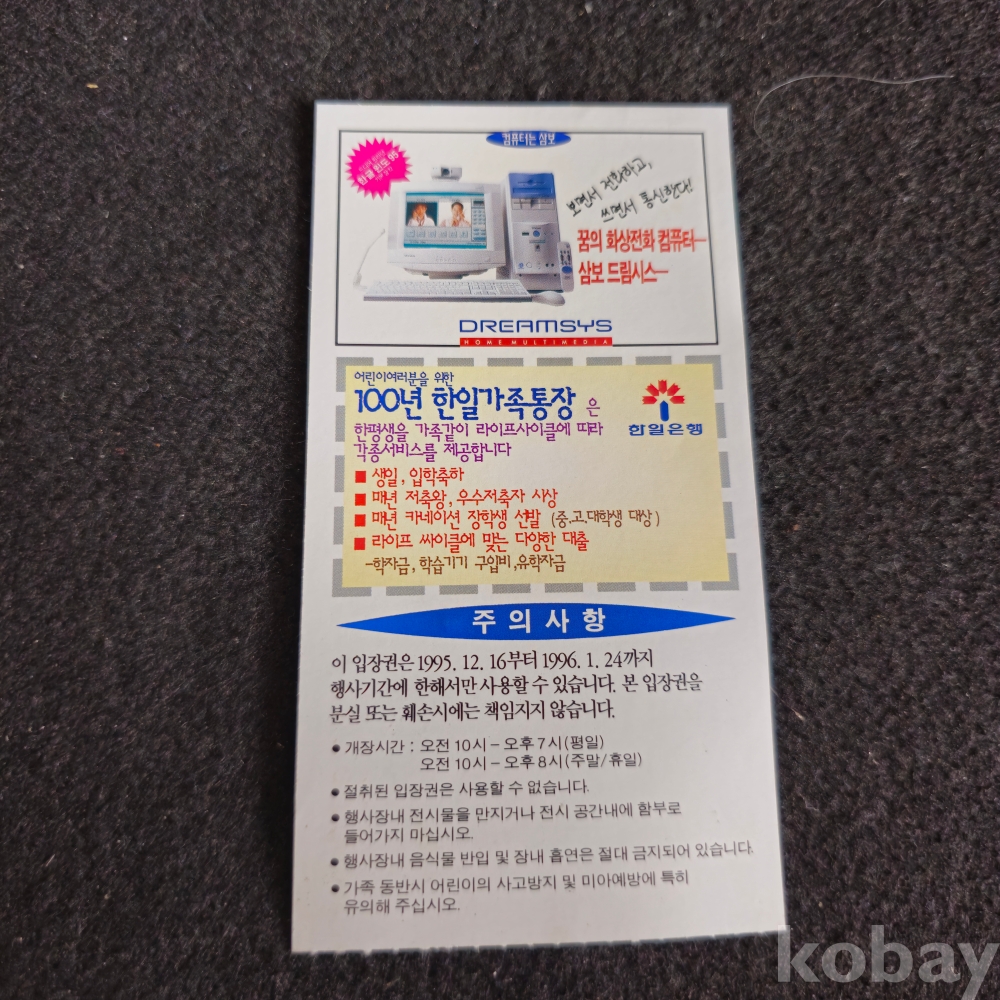 컴퓨터는 삼보
한글 윈도 95
보면서 전화하고,
쓰면서 통신한다!
꿈의 화상전화 컴퓨터—
삼보 드림시스—
DREAMSYS
HOME MULTIMEDIA
어린이여러분을 위한
100년 한일가족통장 은
한평생을 가족같이 라이프사이클에 따라
각종서비스를 제공합니다
한일은행
■ 생일, 입학축하
■ 매년 저축왕, 우수저축자 시상
■ 매년 카네이션 장학생 선발 (중.고.대학생 대상)
■ 라이프 싸이클에 맞는 다양한 대출
-학자금, 학습기기 구입비, 유학자금
주의사항
이 입장권은 1995. 12. 16부터 1996. 1. 24까지
행사기간에 한해서만 사용할 수 있습니다. 본 입장권을
분실 또는 훼손시에는 책임지지 않습니다.
● 개장시간 : 오전 10시 – 오후 7시(평일)
오전 10시 – 오후 8시(주말/휴일)
● 절취된 입장권은 사용할 수 없습니다.
● 행사장내 전시물을 만지거나 전시 공간내에 함부로
들어가지 마십시오.
● 행사장내 음식물 반입 및 장내 흡연은 절대 금지되어 있습니다.
● 가족 동반시 어린이의 사고방지 및 미아예방에 특히
유의해 주십시오.
kobay